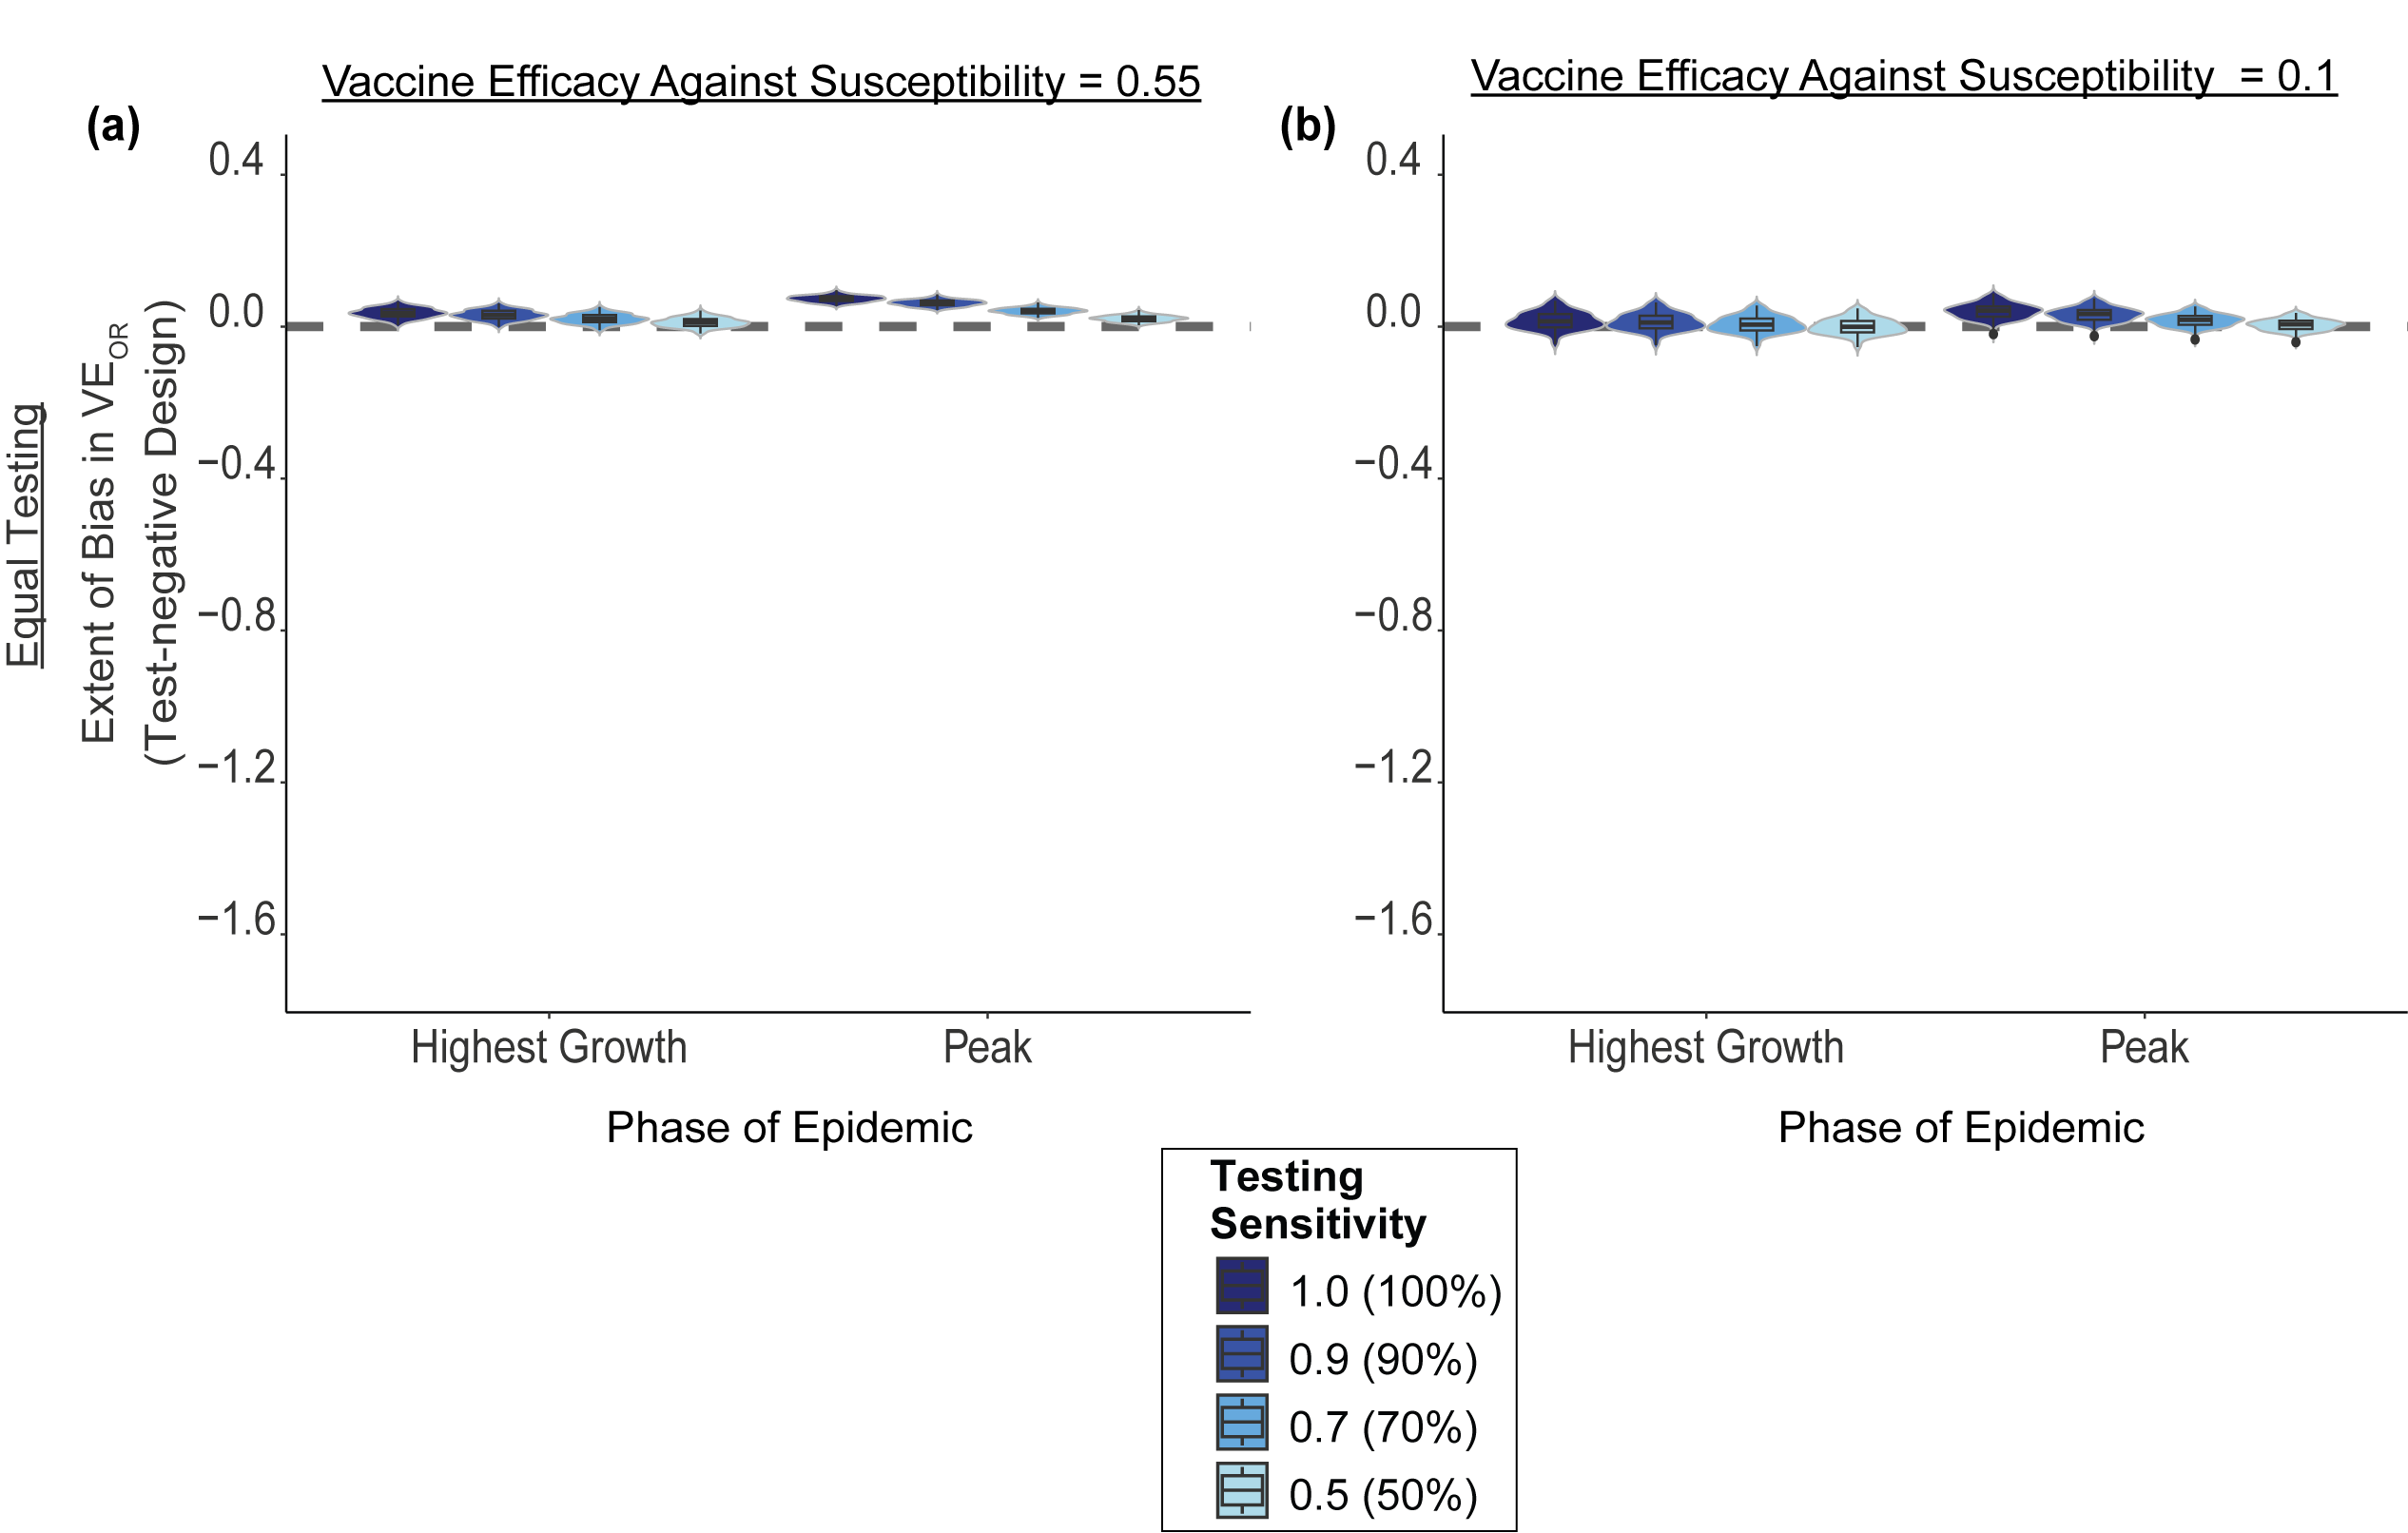 Vaccine Efficacy Against Susceptibility = 0.55
Vaccine Efficacy Against Susceptibility = 0.1
(a)
(b)
Equal Testing
Extent of Bias in VE_OR
(Test-negative Design )
0.4
0.0
−0.4
−0.8
−1.2
−1.6
Highest Growth
Peak
Phase of Epidemic
0.4
0.0
−0.4
−0.8
−1.2
−1.6
Highest Growth
Peak
Phase of Epidemic
Testing
Sensitivity
1.0 (100%)
0.9 (90%)
0.7 (70%)
0.5 (50%)